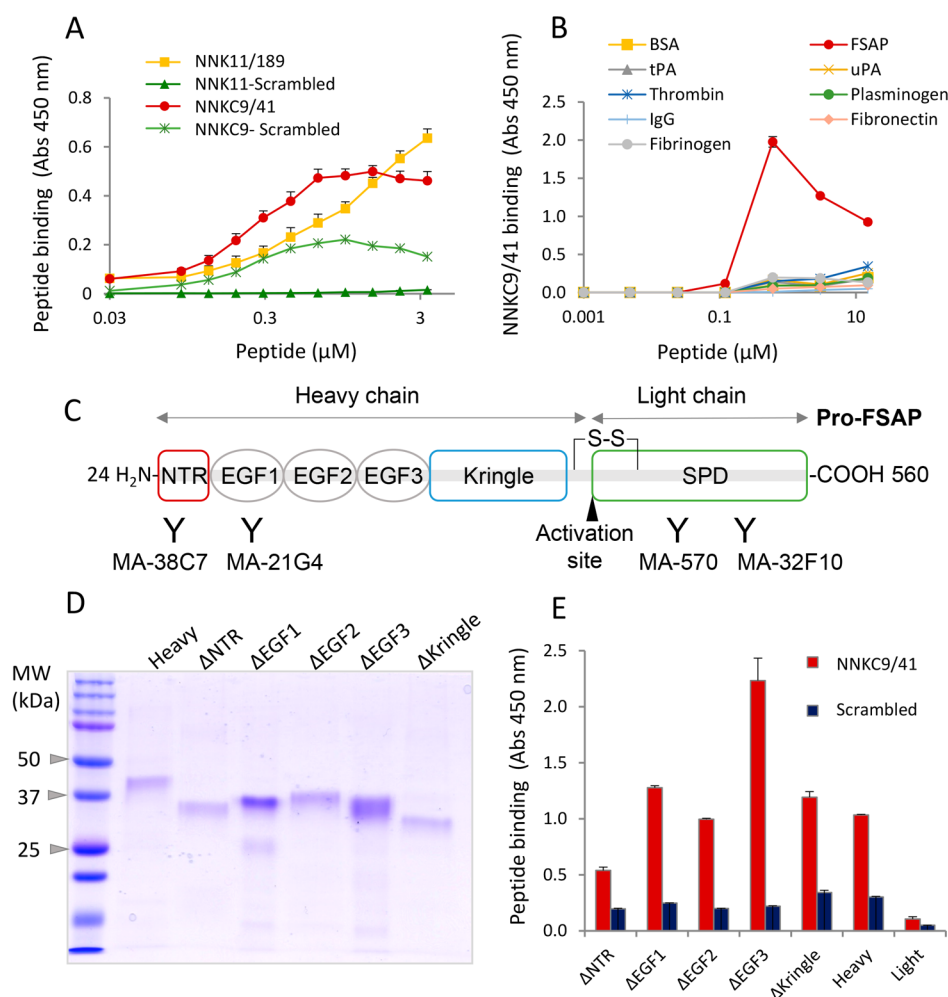 A
NNK11/189
NNK11-Scrambled
NNKC9/41
NNKC9- Scrambled
Peptide binding (Abs 450 nm)
0.8
0.6
0.4
0.2
0
0.03
0.3
3
Peptide (µM)
B
BSA
FSAP
tPA
uPA
Thrombin
Plasminogen
IgG
Fibronectin
Fibrinogen
NNKC9/41 binding (Abs 450 nm)
2.5
2.0
1.5
1.0
0.5
0.0
0.001
0.1
10
Peptide (µM)
C
Heavy chain
Light chain
Pro-FSAP
S-S
24 H₂N-
NTR
EGF1
EGF2
EGF3
Kringle
SPD
-COOH 560
MA-38C7
MA-21G4
Activation
site
MA-570
MA-32F10
D
Heavy
ΔNTR
ΔEGF1
ΔEGF2
ΔEGF3
ΔKringle
MW
(kDa)
50
37
25
E
NNKC9/41
Scrambled
Peptide binding (Abs 450 nm)
2.5
2.0
1.5
1.0
0.5
0.0
ΔNTR
ΔEGF1
ΔEGF2
ΔEGF3
ΔKringle
Heavy
Light